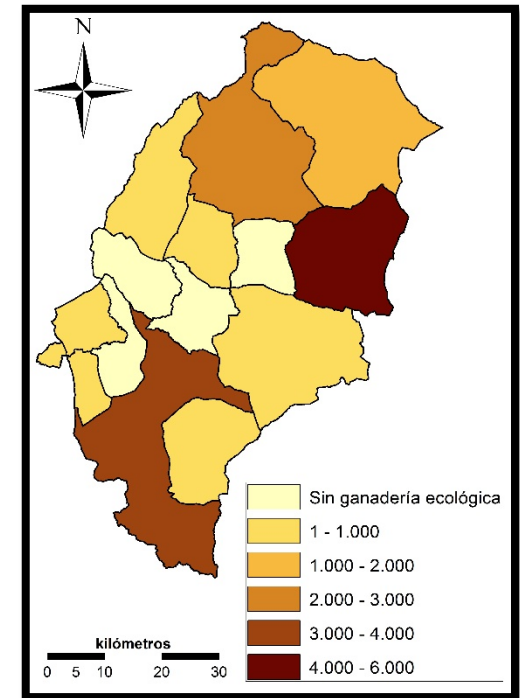 N
Sin ganadería ecológica
1 - 1.000
1.000 - 2.000
2.000 - 3.000
3.000 - 4.000
4.000 - 6.000
kilómetros
0 5 10 20 30